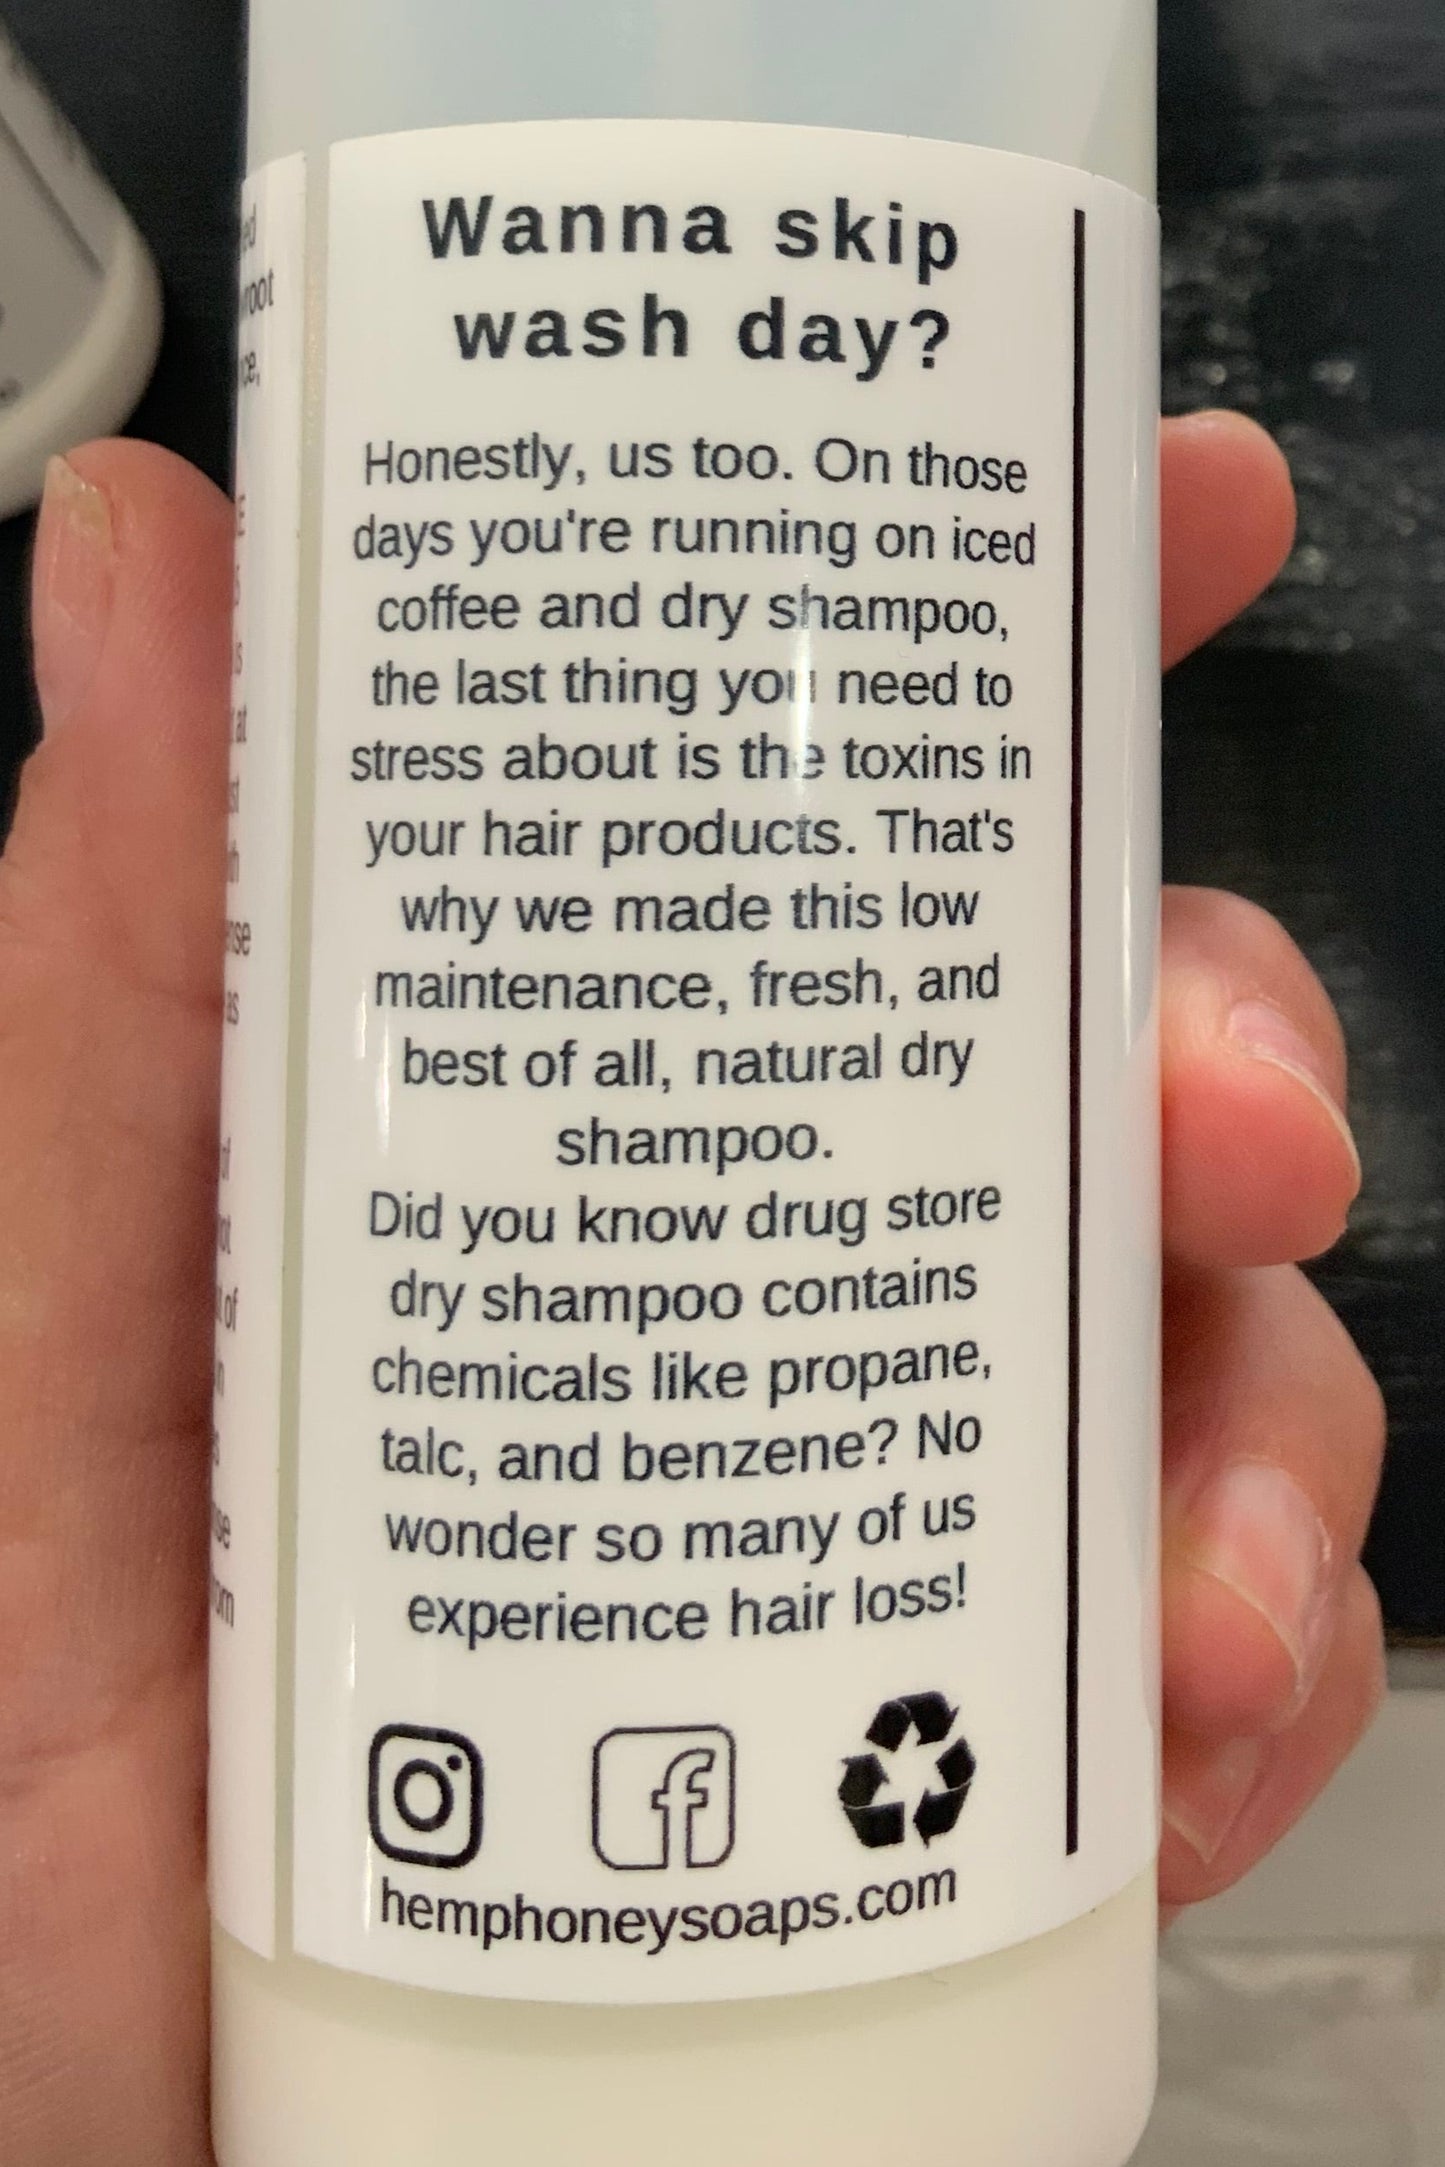 Wanna skip
wash day?
Honestly, us too. On those
days you're running on iced
coffee and dry shampoo,
the last thing you need to
stress about is the toxins in
your hair products. That's
why we made this low
maintenance, fresh, and
best of all, natural dry
shampoo.
Did you know drug store
dry shampoo contains
chemicals like propane,
talc, and benzene? No
wonder so many of us
experience hair loss!
hemphoneysoaps.com